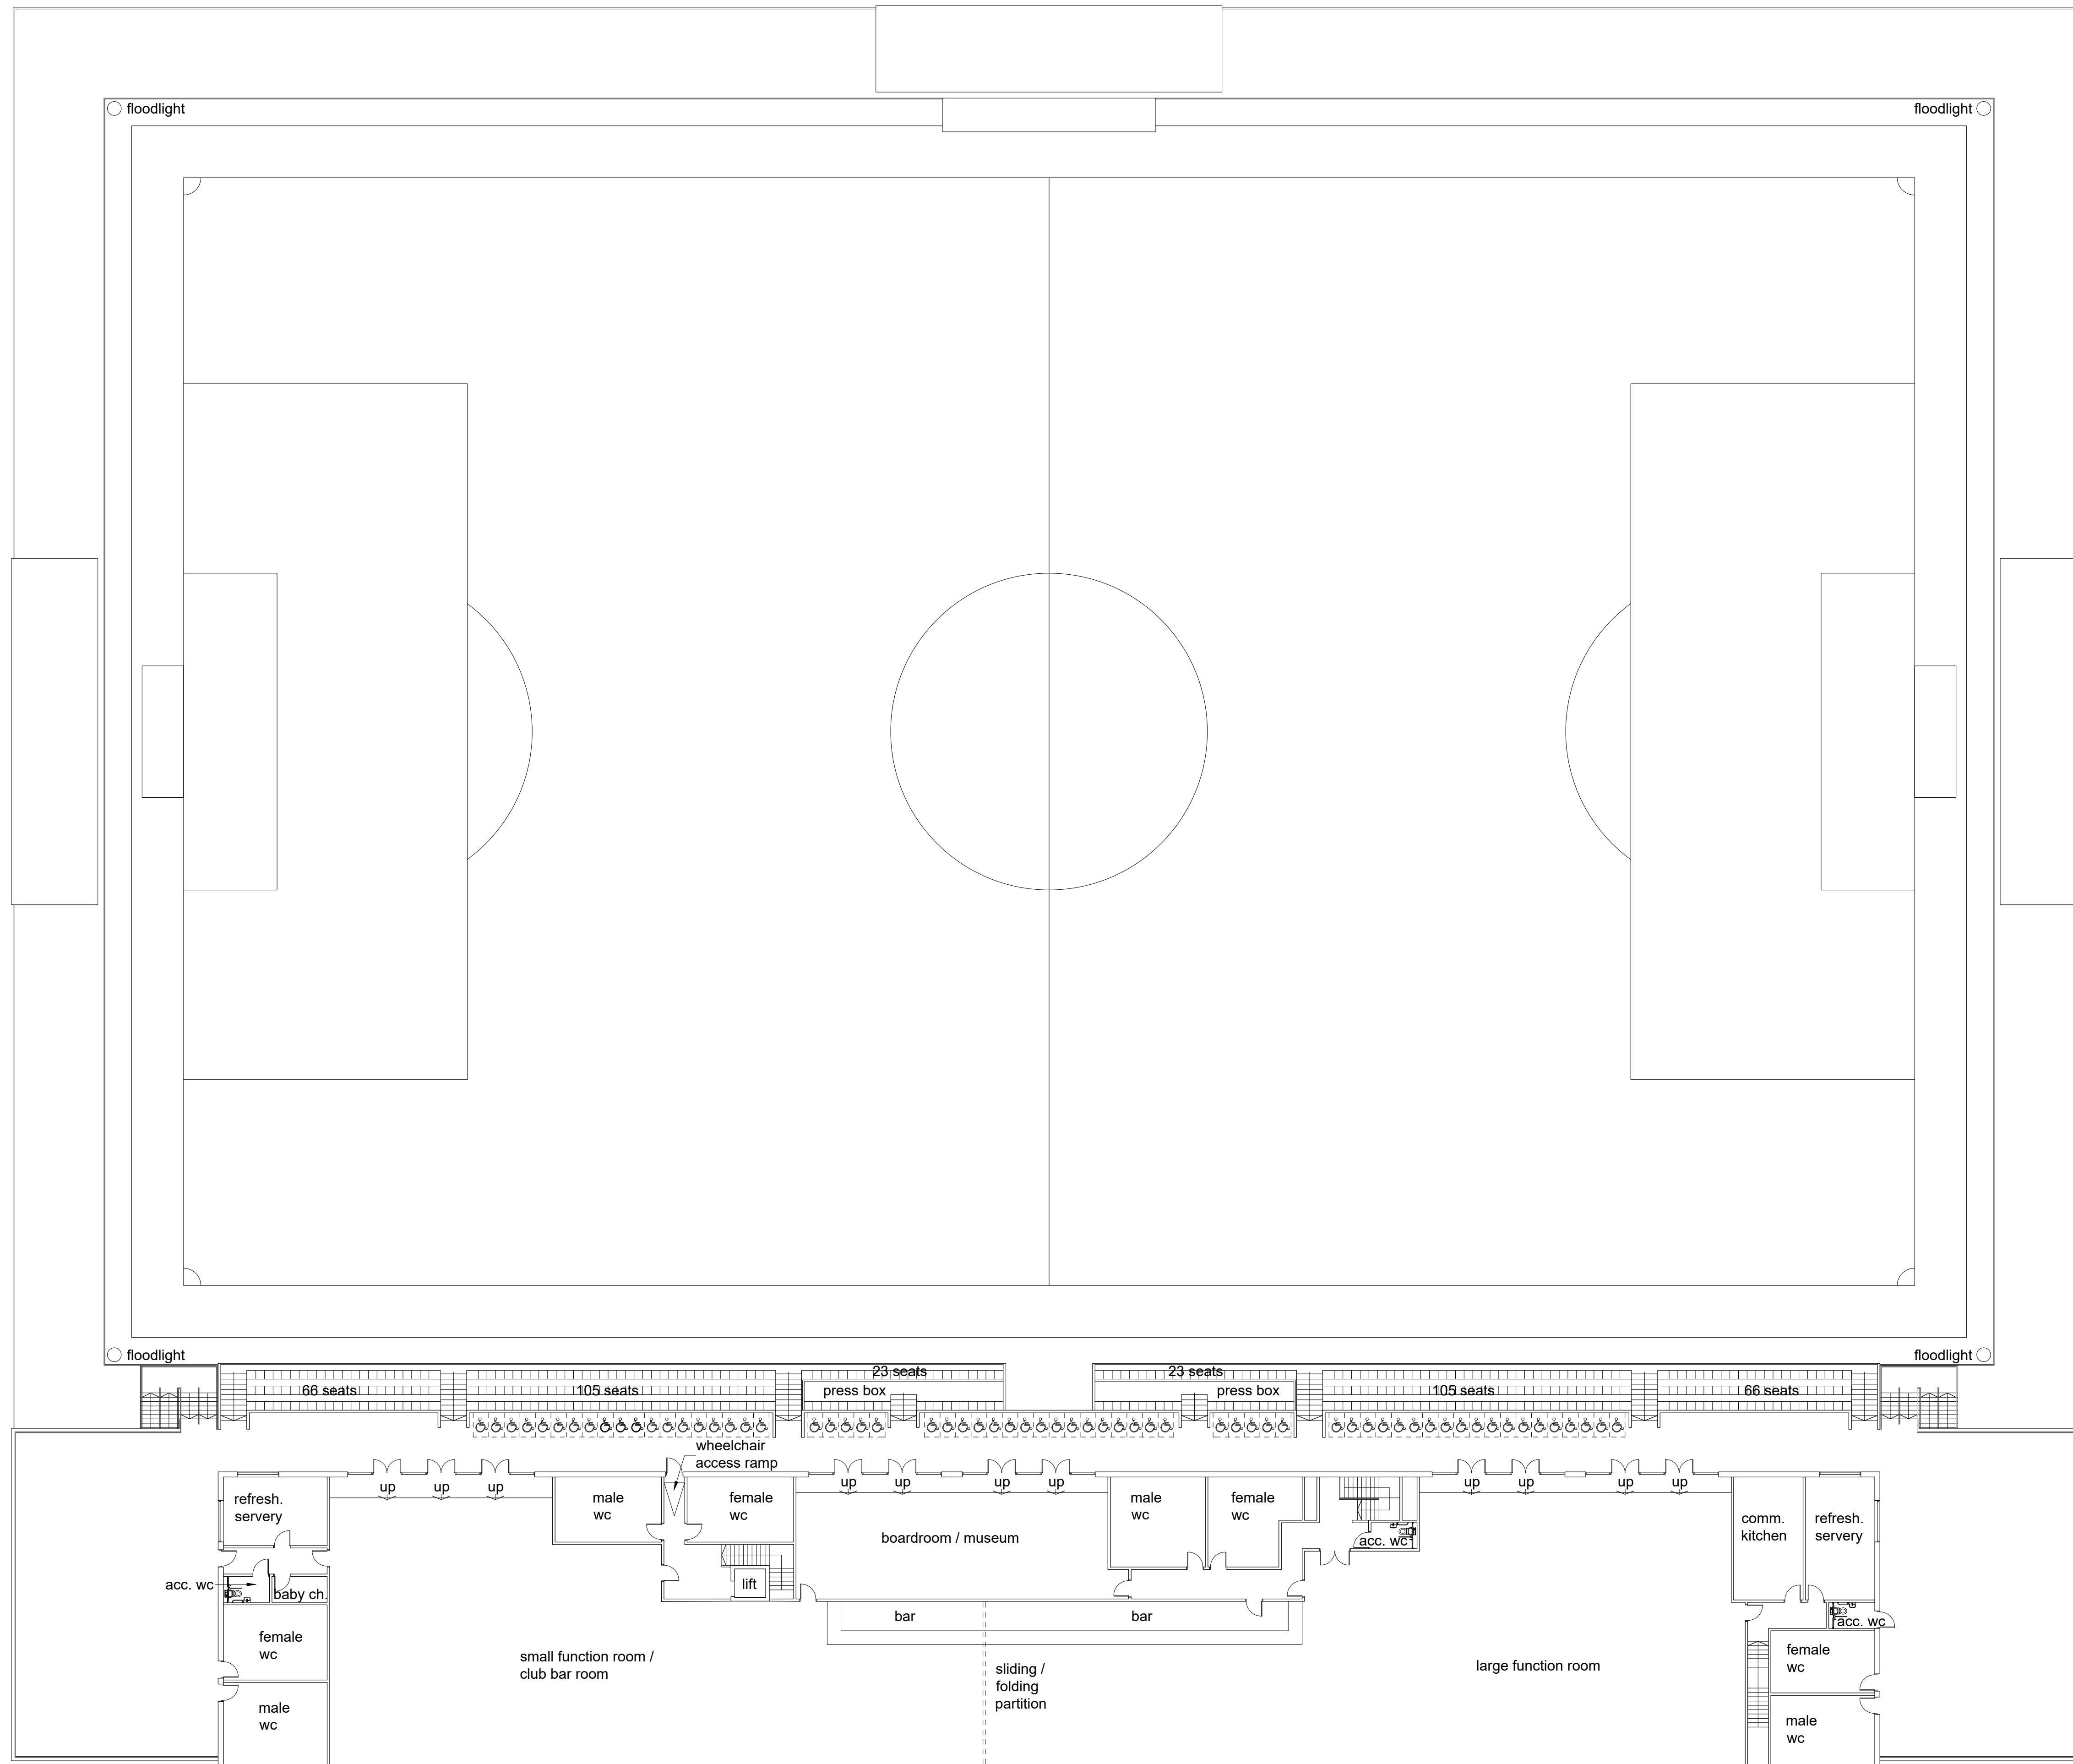 floodlight
floodlight
floodlight
floodlight
23 seats
23 seats
66 seats
105 seats
press box
press box
105 seats
66 seats
wheelchair
access ramp
up
up
up
up
up
up
up
up
up
up
up
refresh.
servery
male
wc
female
wc
male
wc
female
wc
boardroom / museum
comm.
kitchen
refresh.
servery
acc. wc
acc. wc
baby ch.
lift
bar
bar
acc. wc
female
wc
small function room /
club bar room
sliding /
folding
partition
large function room
female
wc
male
wc
male
wc